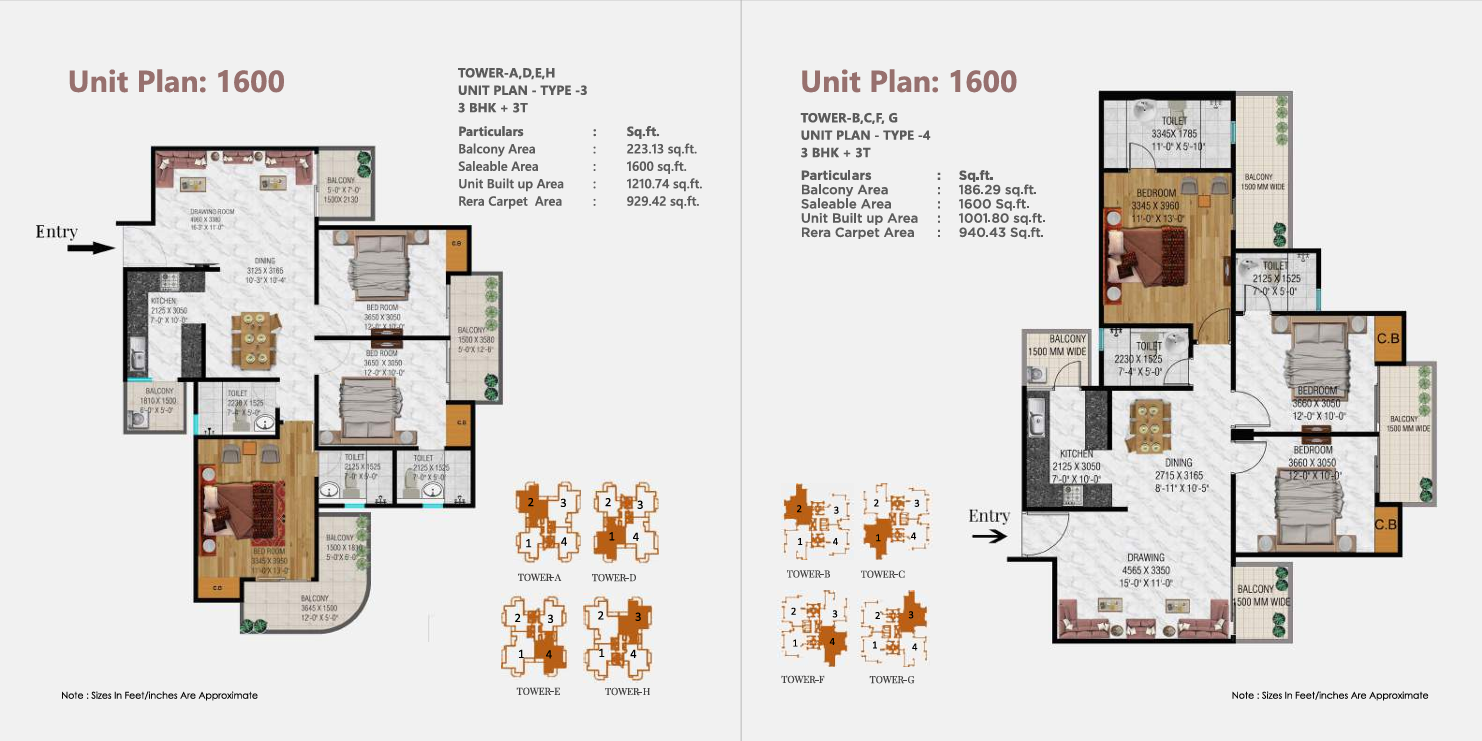 Unit Plan: 1600
TOWER-A,D,E,H
UNIT PLAN - TYPE -3
3 BHK + 3T
Particulars : Sq.ft.
Balcony Area : 223.13 sq.ft.
Saleable Area : 1600 sq.ft.
Unit Built up Area : 1210.74 sq.ft.
Rera Carpet Area : 929.42 sq.ft.
BALCONY
5'-0" X 7'-0"
1500X 2130
DRAWING ROOM
4960 X 3380
16'-3" X 11'-0"
Entry
DINING
3125 X 3165
10'-3" X 10'-4"
C.B
KITCHEN
2125 X 3050
7'-0" X 10'-0"
BED ROOM
3650 X 3050
12'-0" X 10'-0"
BALCONY
1500 X 3580
BED ROOM
3650 X 3050
12'-0" X 10'-0"
BALCONY
1810 X 1500
6'-0" X 5'-0"
TOILET
2230 X 1525
7'-4" X 5'-0"
C.B
TOILET
2125 X 1525
7'-0" X 5'-0"
TOILET
2125 X 1525
7'-0" X 5'-0"
BED ROOM
3345 X 3950
11'-0 X 13'-0"
BALCONY
1500 X 1810
5'-0"X 6'-0"
C.B
BALCONY
3645 X 1500
12'-0" X 5'-0"
2 3
1 4
TOWER-A
2 3
1 4
TOWER-D
2 3
1 4
TOWER-E
2 3
1 4
TOWER-H
Note : Sizes In Feet/inches Are Approximate
Unit Plan: 1600
TOWER-B,C,F, G
UNIT PLAN - TYPE -4
3 BHK + 3T
Particulars : Sq.ft.
Balcony Area : 186.29 sq.ft.
Saleable Area : 1600 Sq.ft.
Unit Built up Area : 1001.80 sq.ft.
Rera Carpet Area : 940.43 Sq.ft.
TOILET
3345X 1785
11'-0" X 5'-10"
BALCONY
1500 MM WIDE
BEDROOM
3345 X 3960
11'-0" X 13'-0"
TOILET
2125 X 1525
7'-0" X 5'-0"
BALCONY
1500 MM WIDE
TOILET
2230 X 1525
7'-4" X 5'-0"
C.B
BEDROOM
3660 X 3050
12'-0" X 10'-0"
BALCONY
1500 MM WIDE
KITCHEN
2125 X 3050
7'-0" X 10'-0"
DINING
2715 X 3165
8'-11" X 10'-5"
BEDROOM
3660 X 3050
12'-0" X 10'-0"
C.B
Entry
DRAWING
4565 X 3350
15'-0" X 11'-0"
BALCONY
1500 MM WIDE
2 3
1 4
TOWER-B
2 3
1 4
TOWER-C
2 3
1 4
TOWER-F
2 3
1 4
TOWER-G
Note : Sizes In Feet/inches Are Approximate